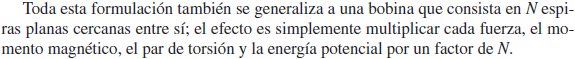 Toda esta formulación también se generaliza a una bobina que consista en N espi-
ras planas cercanas entre sí; el efecto es simplemente multiplicar cada fuerza, el mo-
mento magnético, el par de torsión y la energía potencial por un factor de N.